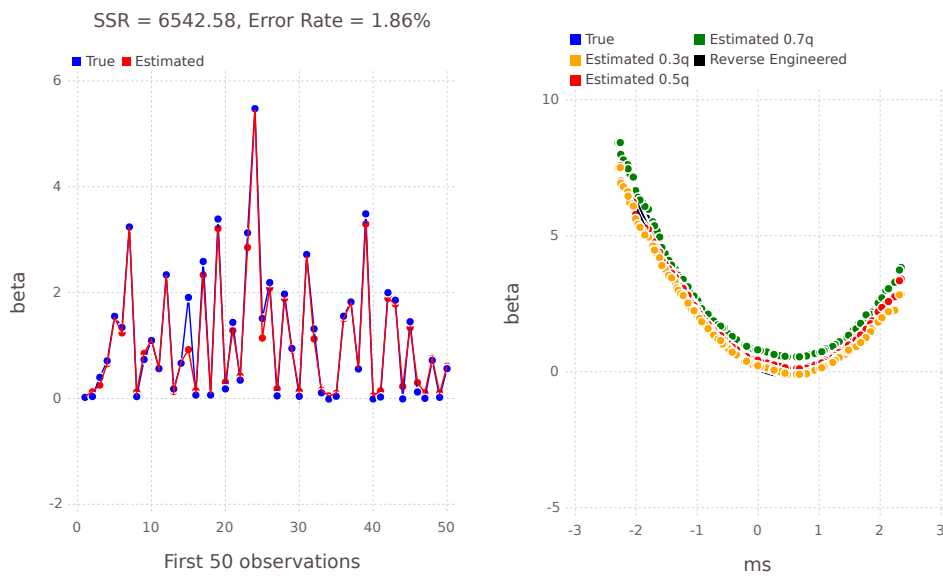 SSR = 6542.58, Error Rate = 1.86%
True Estimated
6
4
2
0
-2
beta
0 10 20 30 40 50
First 50 observations
True Estimated 0.7q
Estimated 0.3q Reverse Engineered
Estimated 0.5q
10
5
0
-5
beta
-3 -2 -1 0 1 2 3
ms